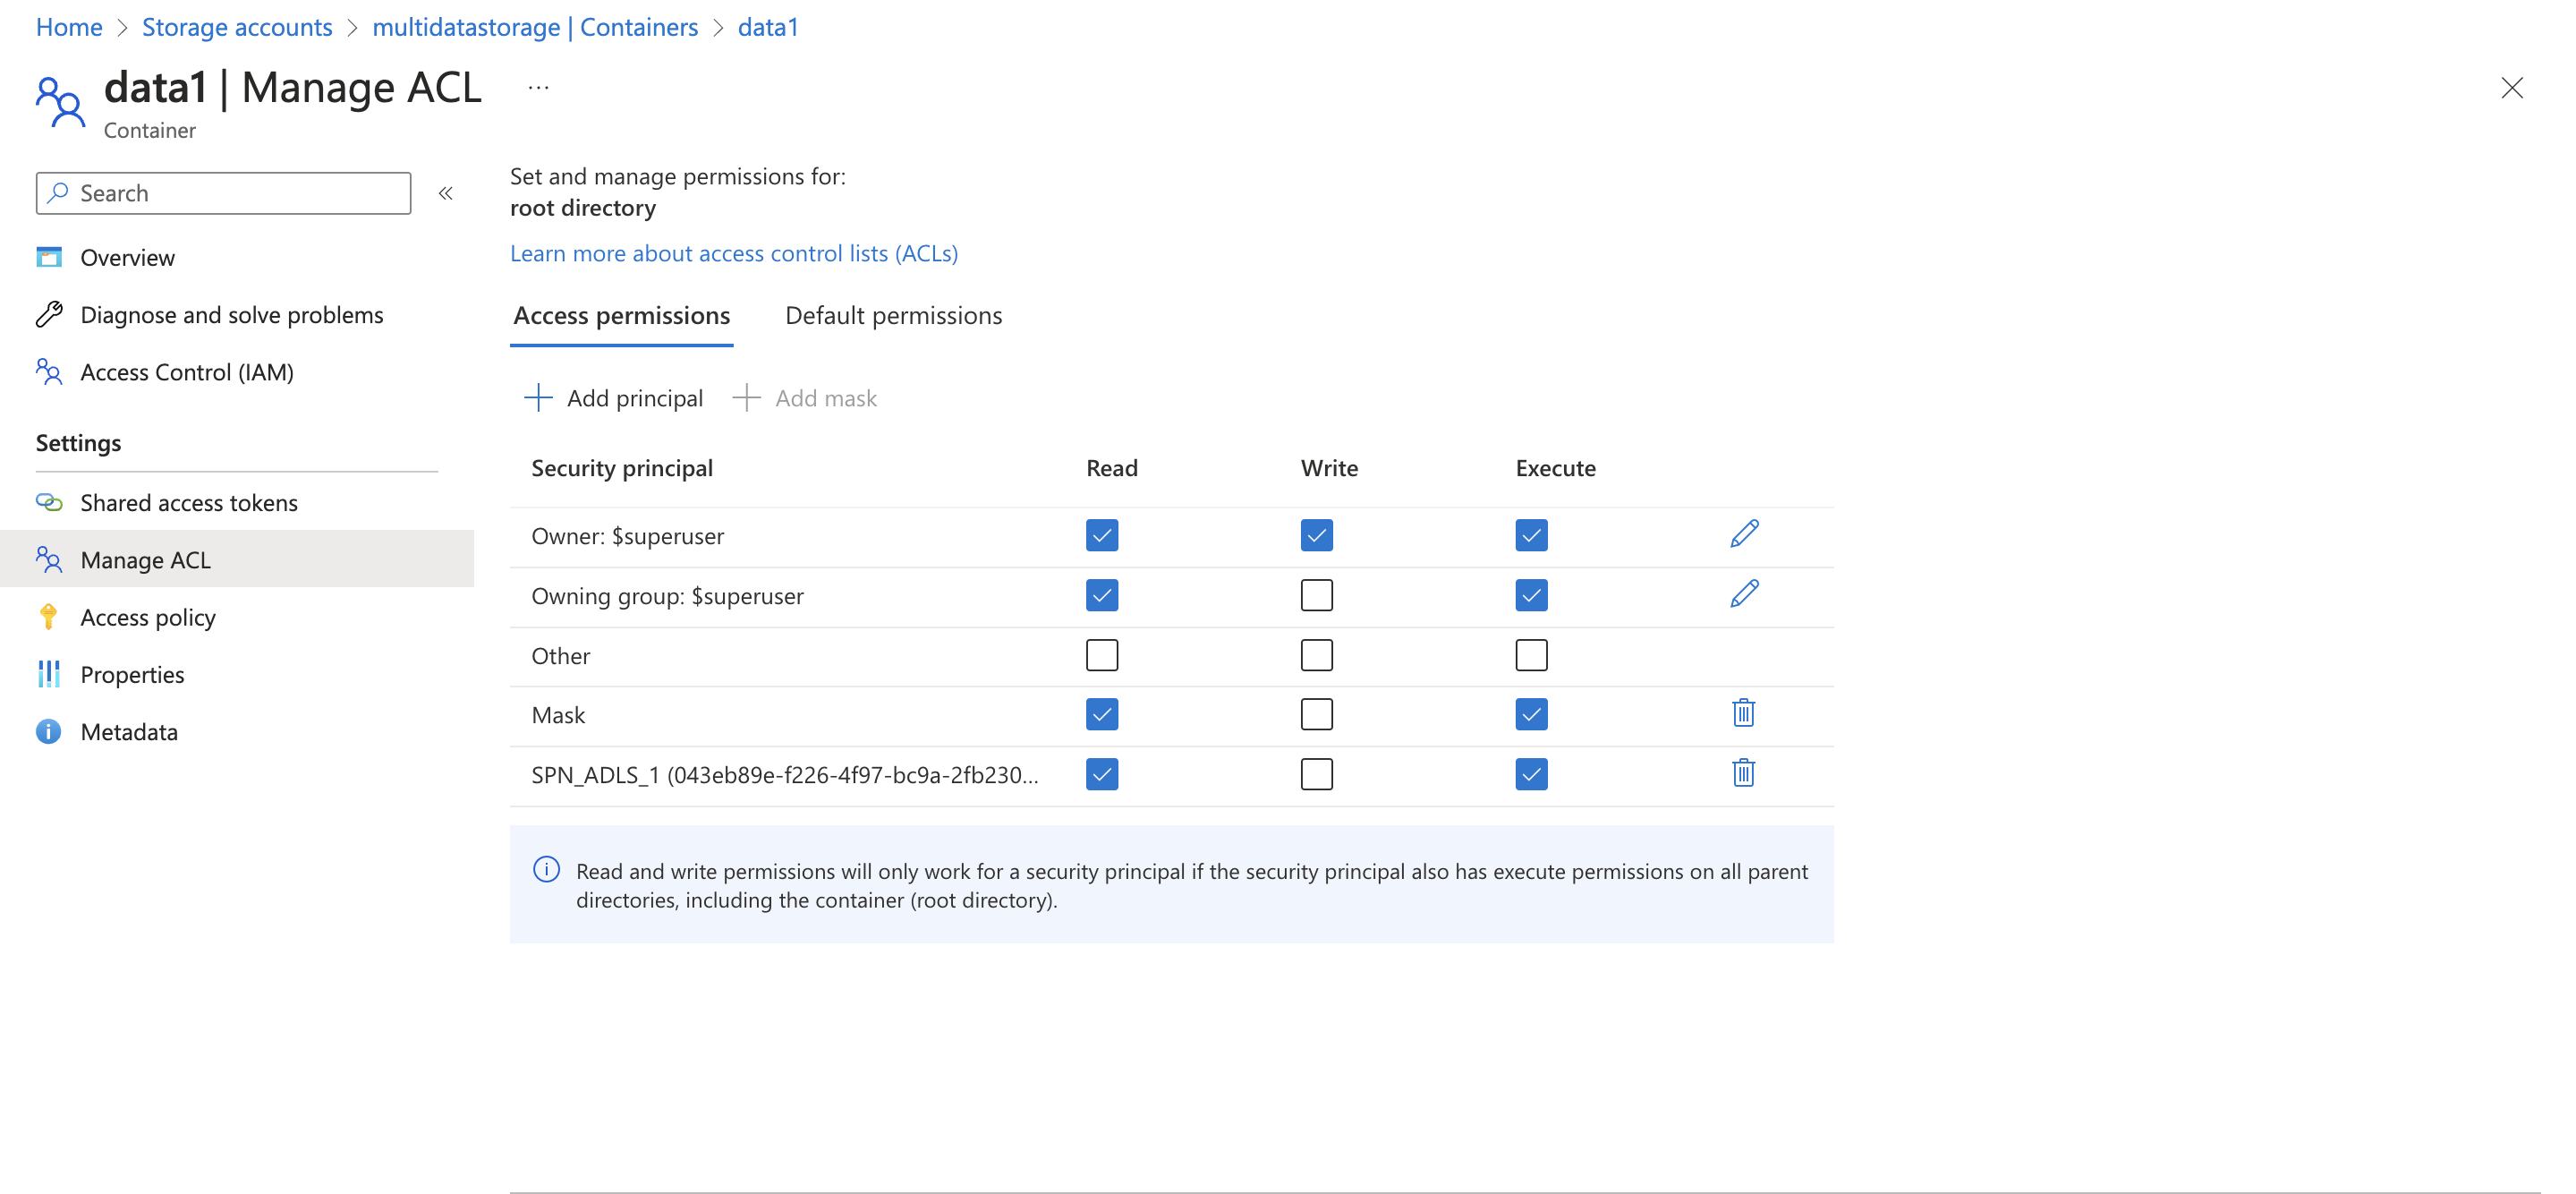 Home > Storage accounts > multidatastorage | Containers > data1
data1 | Manage ACL ...
Container
Search «
Overview
Diagnose and solve problems
Access Control (IAM)
Settings
Shared access tokens
Manage ACL
Access policy
Properties
Metadata
Set and manage permissions for:
root directory
Learn more about access control lists (ACLs)
Access permissions Default permissions
Add principal Add mask
Security principal Read Write Execute
Owner: $superuser
Owning group: $superuser
Other
Mask
SPN_ADLS_1 (043eb89e-f226-4f97-bc9a-2fb230...
Read and write permissions will only work for a security principal if the security principal also has execute permissions on all parent
directories, including the container (root directory).